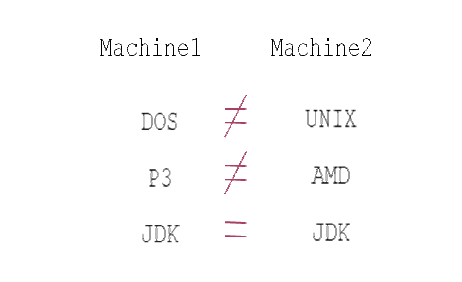 Machine1 Machine2
DOS ≠ UNIX
P3 ≠ AMD
JDK = JDK